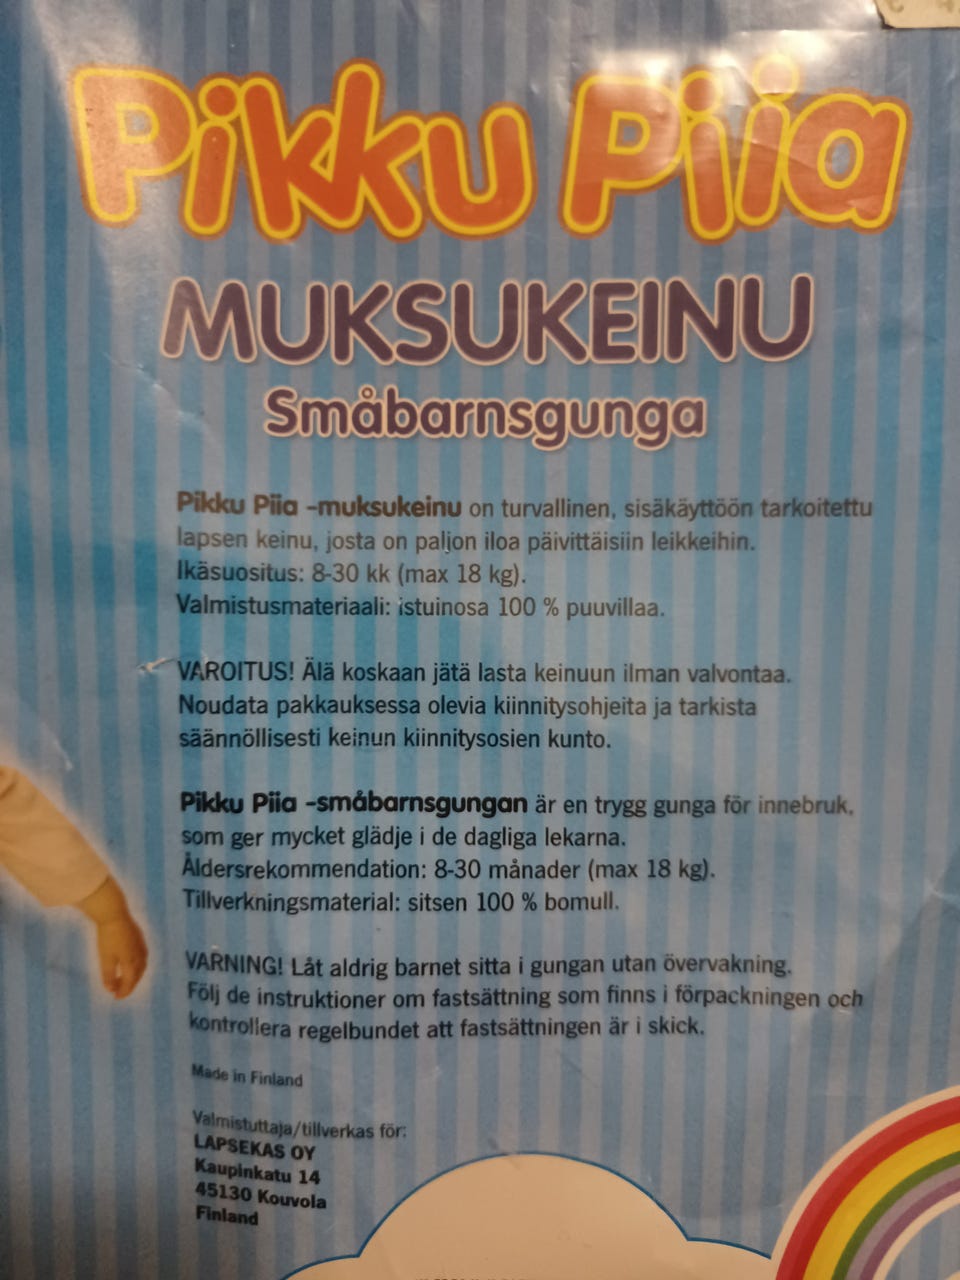 Pikku Piia
MUKSUKEINU
Småbarnsgunga
Pikku Piia -muksukeinu on turvallinen, sisäkäyttöön tarkoitettu
lapsen keinu, josta on paljon iloa päivittäisiin leikkeihin.
Ikäsuositus: 8-30 kk (max 18 kg).
Valmistusmateriaali: istuinosa 100 % puuvillaa.
VAROITUS! Älä koskaan jätä lasta keinuun ilman valvontaa.
Noudata pakkauksessa olevia kiinnitysohjeita ja tarkista
säännöllisesti keinun kiinnitysosien kunto.
Pikku Piia -småbarnsgungan är en trygg gunga för innebruk,
som ger mycket glädje i de dagliga lekarna.
Åldersrekommendation: 8-30 månader (max 18 kg).
Tillverkningsmaterial: sitsen 100 % bomull.
VARNING! Låt aldrig barnet sitta i gungan utan övervakning.
Följ de instruktioner om fastsättning som finns i förpackningen och
kontrollera regelbundet att fastsättningen är i skick.
Made in Finland
Valmistuttaja/tillverkas för:
LAPSEKAS OY
Kaupinkatu 14
45130 Kouvola
Finland